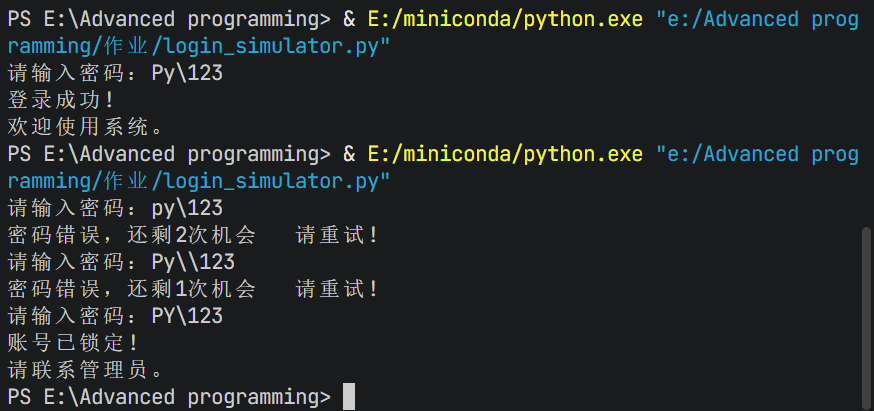 PS E:\Advanced programming> & E:/miniconda/python.exe "e:/Advanced prog
ramming/作业/login_simulator.py"
请输入密码: Py\123
登录成功!
欢迎使用系统。
PS E:\Advanced programming> & E:/miniconda/python.exe "e:/Advanced prog
ramming/作业/login_simulator.py"
请输入密码: py\123
密码错误，还剩2次机会   请重试!
请输入密码: Py\\123
密码错误，还剩1次机会   请重试!
请输入密码: PY\123
账号已锁定!
请联系管理员。
PS E:\Advanced programming>